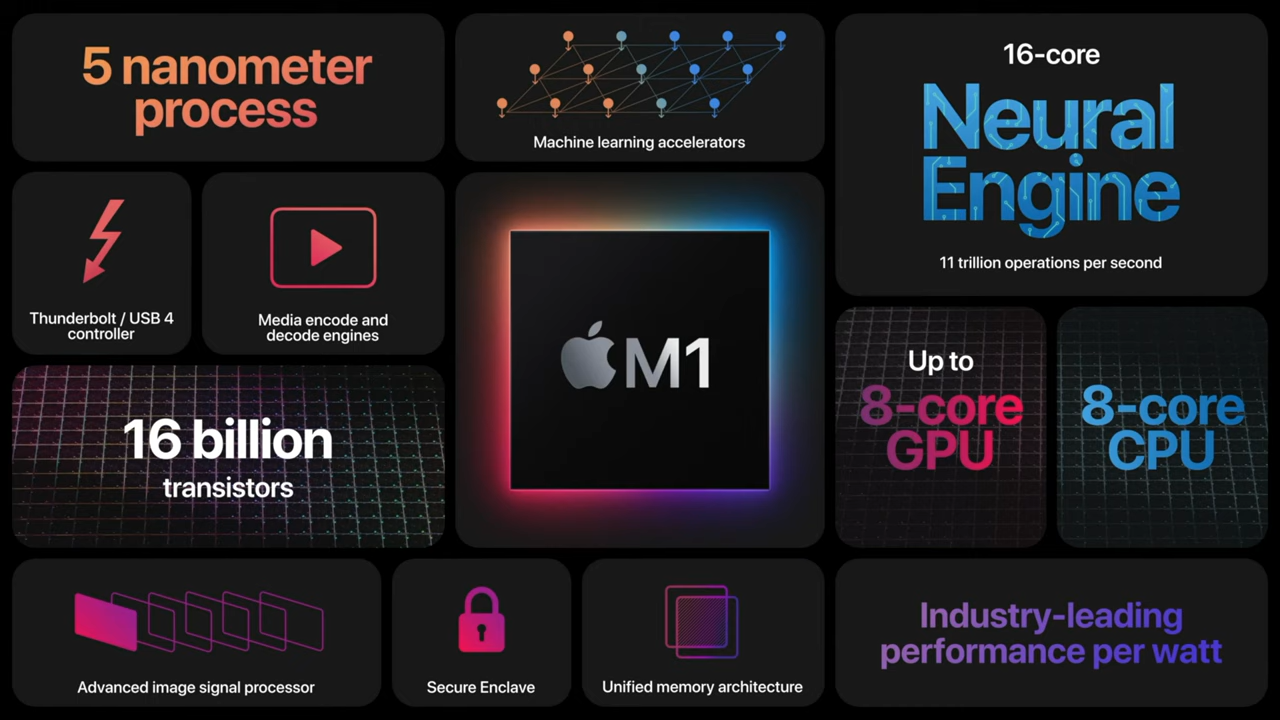 5 nanometer
process
Machine learning accelerators
16-core
Neural
Engine
11 trillion operations per second
Thunderbolt / USB 4
controller
Media encode and
decode engines
M1
Up to
8-core
GPU
8-core
CPU
16 billion
transistors
Advanced image signal processor
Secure Enclave
Unified memory architecture
Industry-leading
performance per watt